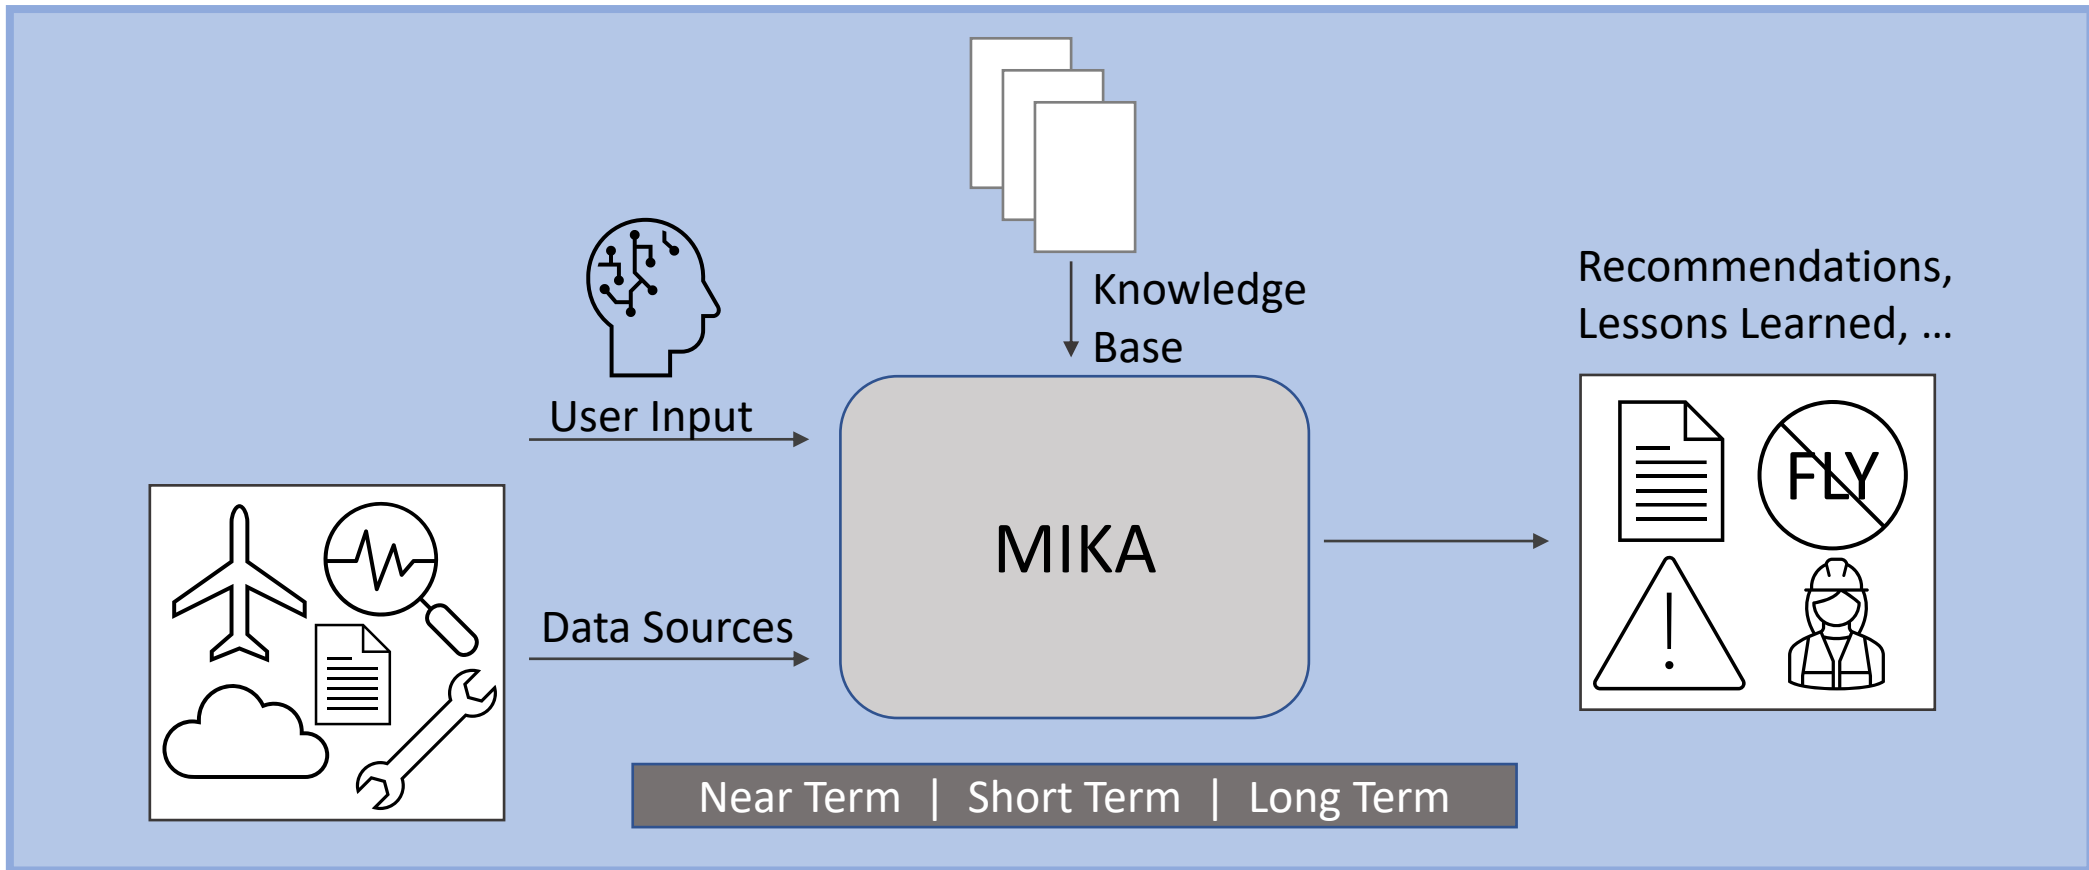 Knowledge
Base
User Input
Data Sources
MIKA
Recommendations,
Lessons Learned, ...
FLY
!
Near Term | Short Term | Long Term